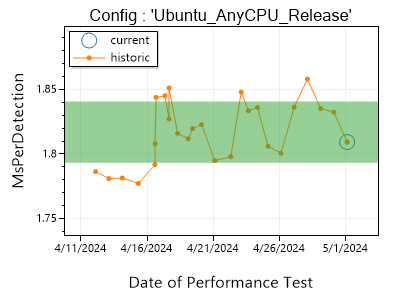 Config : 'Ubuntu_AnyCPU_Release'
current
historic
MsPerDetection
1.85
1.8
1.75
4/11/2024
4/16/2024
4/21/2024
4/26/2024
5/1/2024
Date of Performance Test